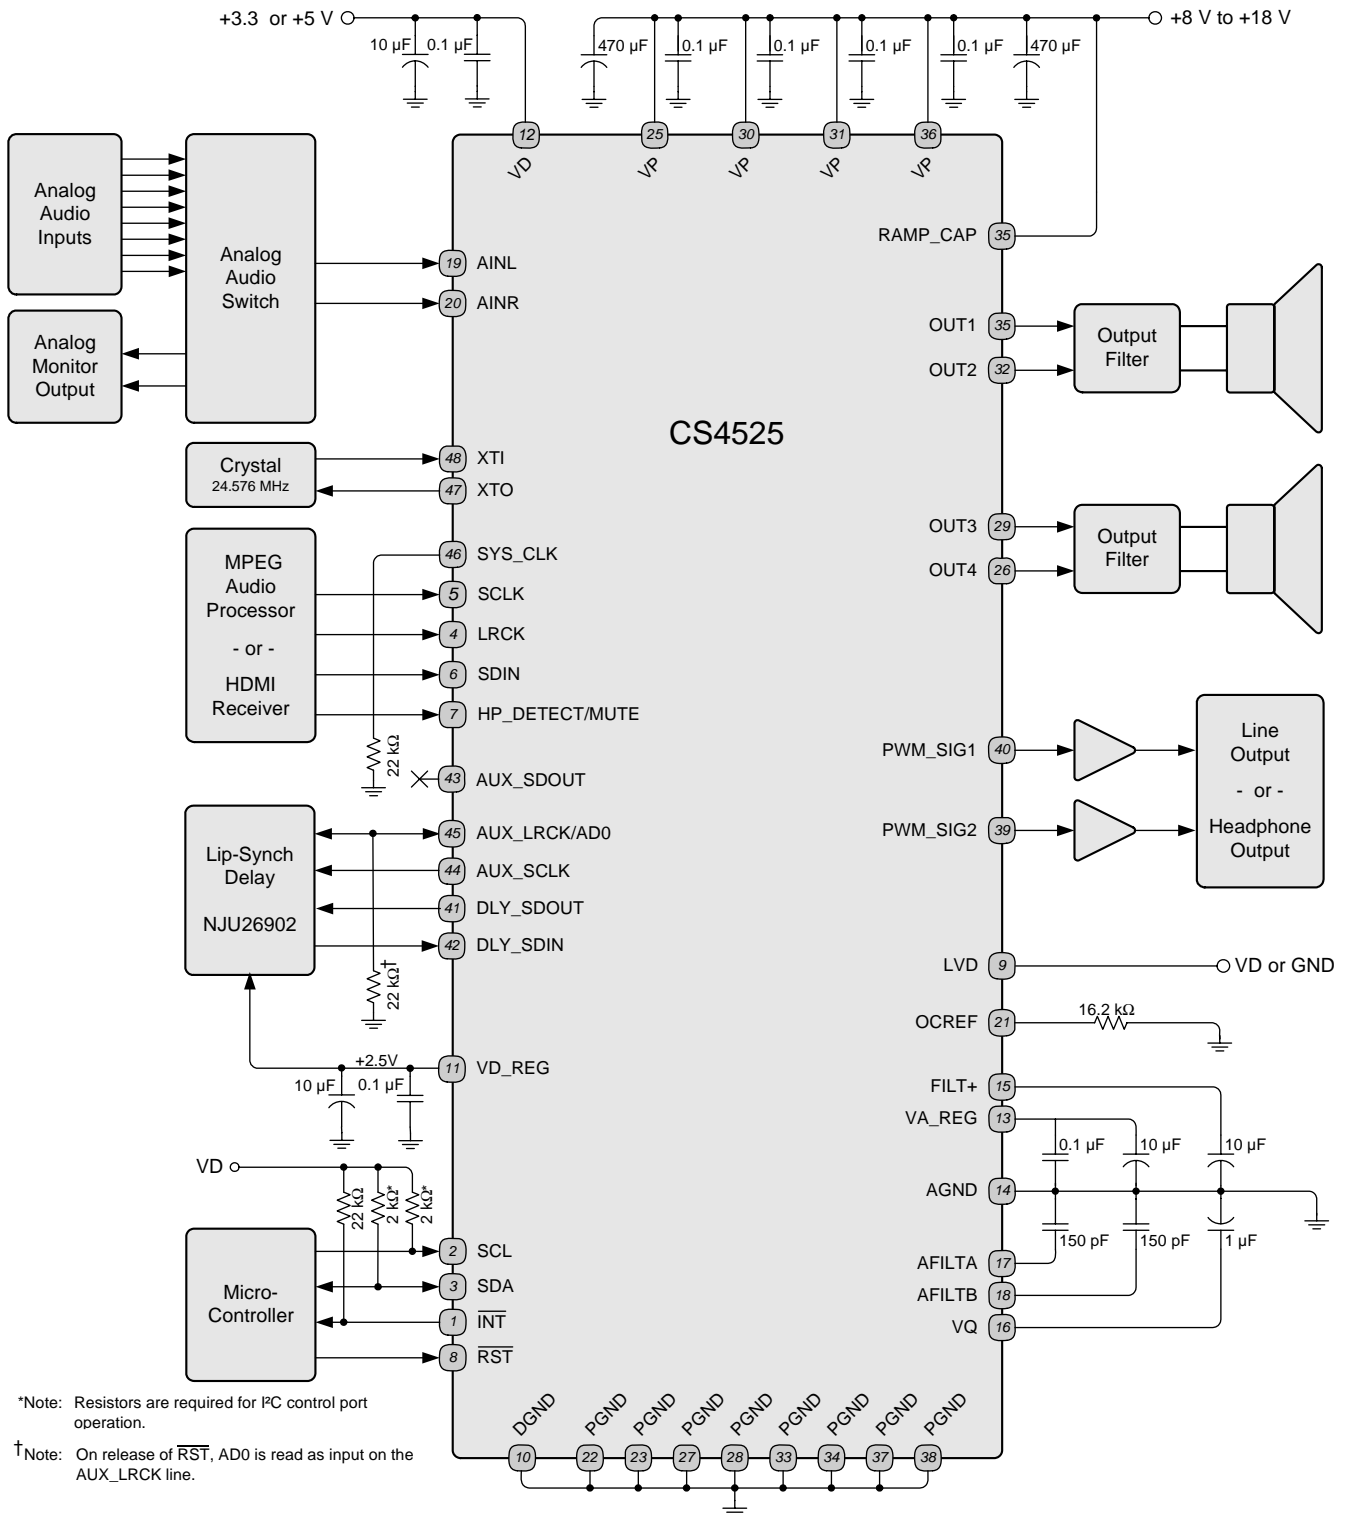 +3.3 or +5 V
+8 V to +18 V
10 µF
0.1 µF
470 µF
0.1 µF
0.1 µF
0.1 µF
0.1 µF
470 µF
12
25
30
31
36
VD
VP
VP
VP
VP
Analog
Audio
Inputs
Analog
Audio
Switch
Analog
Monitor
Output
19 AINL
20 AINR
RAMP_CAP 35
OUT1 35
OUT2 32
Output
Filter
CS4525
Crystal
24.576 MHz
48 XTI
47 XTO
OUT3 29
OUT4 26
Output
Filter
MPEG
Audio
Processor
- or -
HDMI
Receiver
46 SYS_CLK
5 SCLK
4 LRCK
6 SDIN
7 HP_DETECT/MUTE
22 kΩ
43 AUX_SDOUT
PWM_SIG1 40
PWM_SIG2 39
Line
Output
- or -
Headphone
Output
Lip-Synch
Delay
NJU26902
45 AUX_LRCK/AD0
44 AUX_SCLK
41 DLY_SDOUT
42 DLY_SDIN
22 kΩ†
LVD 9
VD or GND
OCREF 21
16.2 kΩ
+2.5V
11 VD_REG
10 µF
0.1 µF
FILT+ 15
VA_REG 13
0.1 µF
10 µF
10 µF
AGND 14
150 pF
150 pF
1 µF
AFILTA 17
AFILTB 18
VQ 16
VD
22 kΩ
2 kΩ*
2 kΩ*
Micro-
Controller
2 SCL
3 SDA
1 INT
8 RST
*Note: Resistors are required for I²C control port
operation.
†Note: On release of RST, AD0 is read as input on the
AUX_LRCK line.
DGND
PGND
PGND
PGND
PGND
PGND
PGND
PGND
PGND
10
22
23
27
28
33
34
37
38